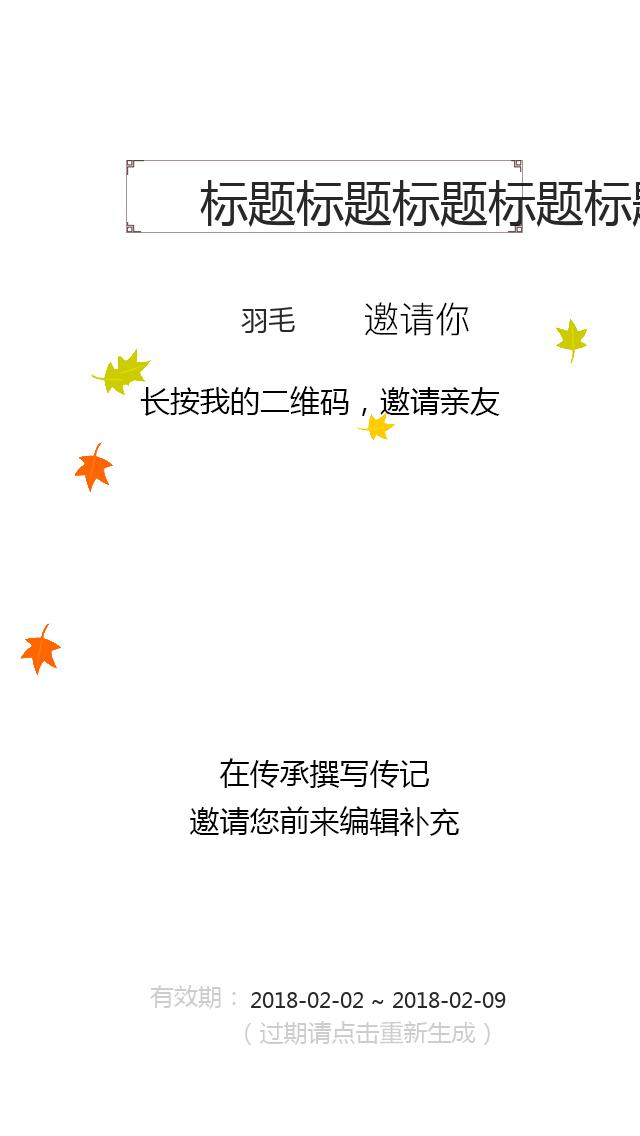 标题标题标题标题标题
羽毛 邀请你
长按我的二维码，邀请亲友
在传承撰写传记
邀请您前来编辑补充
有效期： 2018-02-02 ~ 2018-02-09
（过期请点击重新生成）